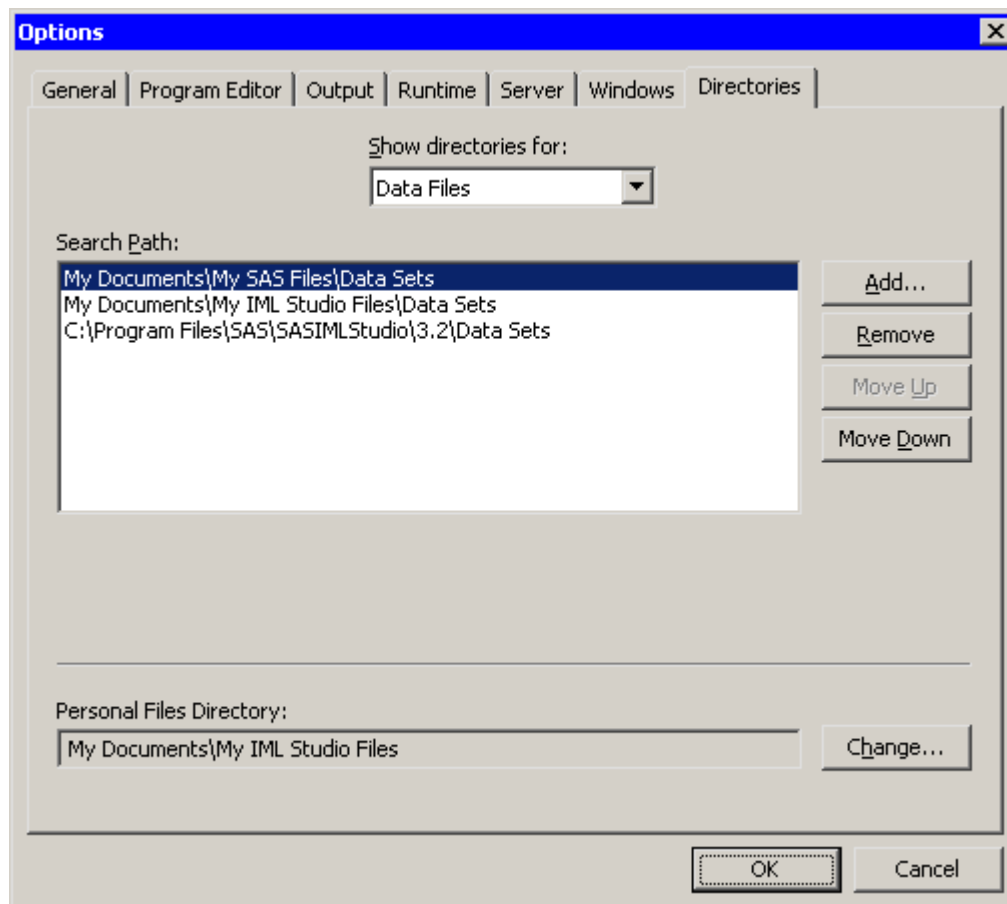 Options
General Program Editor Output Runtime Server Windows Directories
Show directories for:
Data Files
Search Path:
My Documents\My SAS Files\Data Sets
My Documents\My IML Studio Files\Data Sets
C:\Program Files\SAS\SASIMLStudio\3.2\Data Sets
Add...
Remove
Move Up
Move Down
Personal Files Directory:
My Documents\My IML Studio Files
Change...
OK Cancel